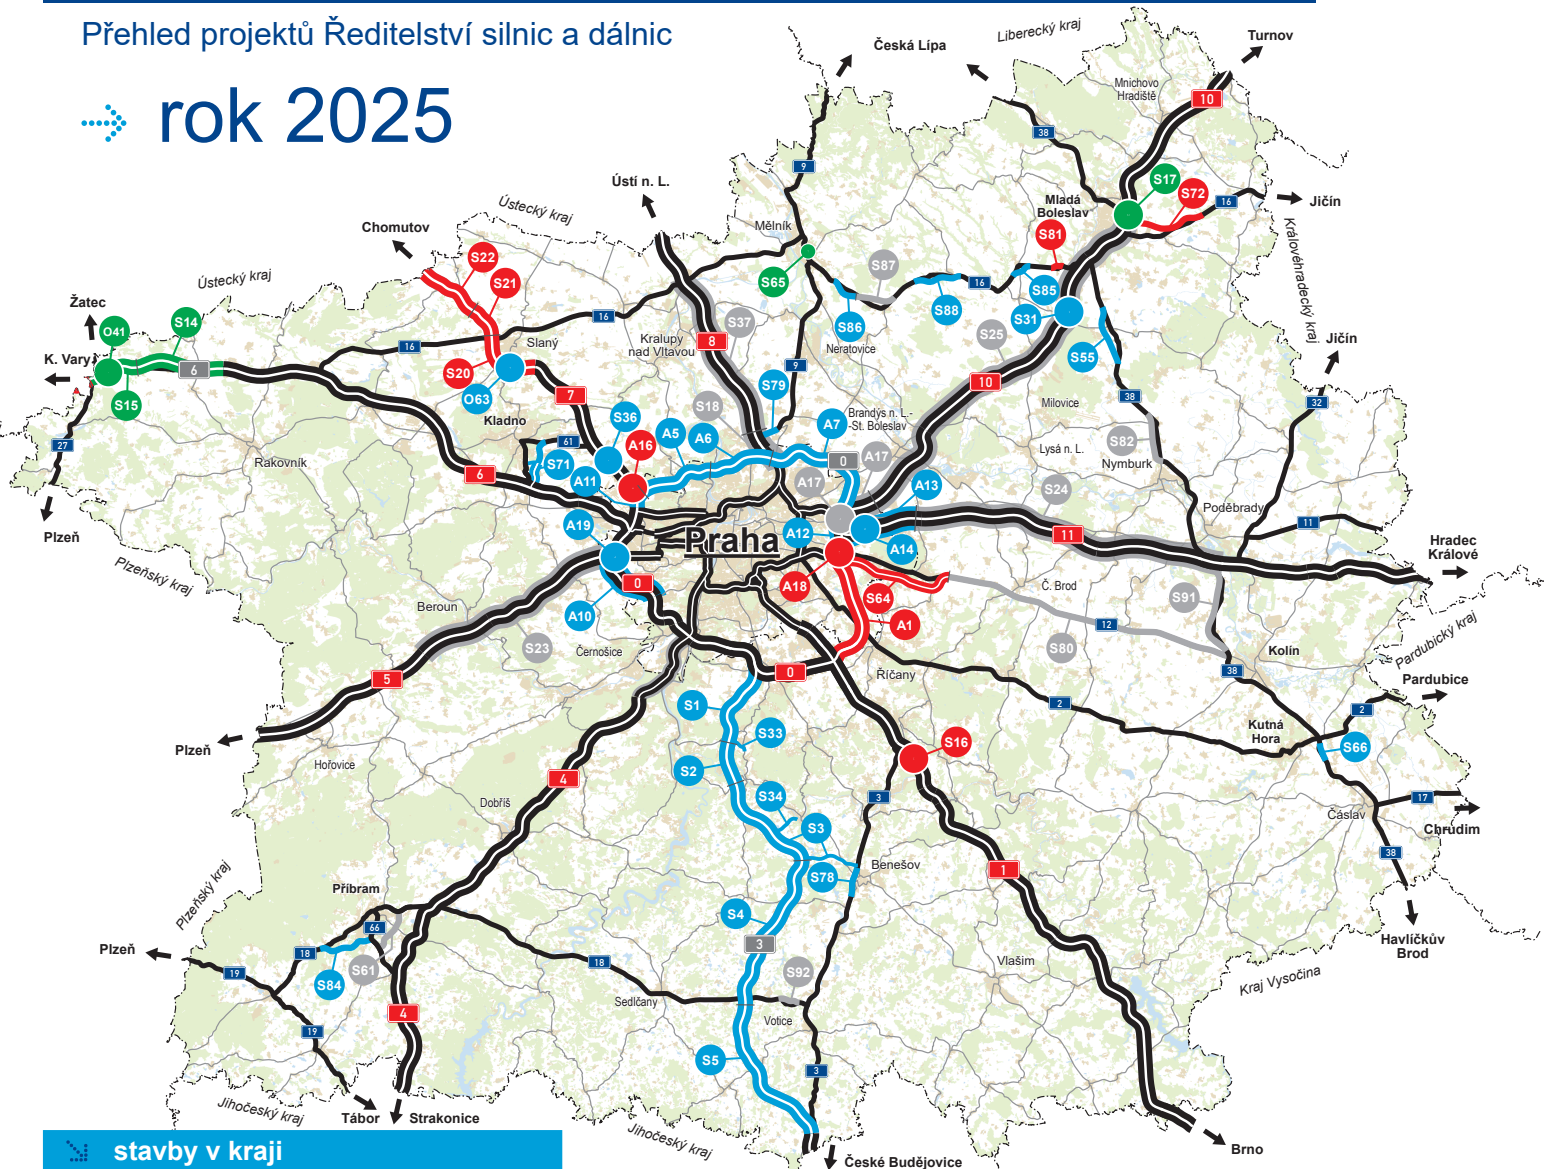 Přehled projektů Ředitelství silnic a dálnic
rok 2025
Liberecký kraj
Turnov
Česká Lípa
Mnichovo
Hradiště
10
38
9
Ústí n. L.
S17
S72
Mladá
Boleslav
16
Jičín
Ústecký kraj
Chomutov
Mělník
S81
Královéhradecký kraj
S22
S87
S65
16
S85
Ústecký kraj
S21
Žatec
O41
S14
S86
S88
S31
S25
S37
16
Slaný
Kralupy
nad Vltavou
8
Neratovice
S55
Jičín
K. Vary
6
16
S20
O63
9
S15
7
S79
10
38
Milovice
32
Kladno
S18
Brandýs n. L.-
-St. Boleslav
S36
A5
A6
A7
27
61
A16
S82
Lysá n. L.
Nymburk
Rakovník
6
S71
A11
0
A17
A17
A13
S24
Poděbrady
11
Plzeň
A19
Praha
A12
A14
11
Hradec
Králové
Plzeňský kraj
0
A18
S64
Č. Brod
S91
Beroun
A10
A1
12
S23
Černošice
S80
Kolín
Pardubický kraj
5
0
Říčany
38
Pardubice
S1
2
2
Plzeň
S33
S16
Kutná
Hora
S66
Hořovice
S2
4
3
S34
17
Dobříš
S3
Čáslav
Chrudim
Benešov
38
S78
1
Plzeňský kraj
Příbram
S4
66
Plzeň
18
3
Havlíčkův
Brod
19
S61
18
Vlašim
S84
S92
Kraj Vysočina
Sedlčany
4
Votice
19
S5
3
Jihočeský kraj
Tábor
Strakonice
Jihočeský kraj
Brno
České Budějovice
stavby v kraji